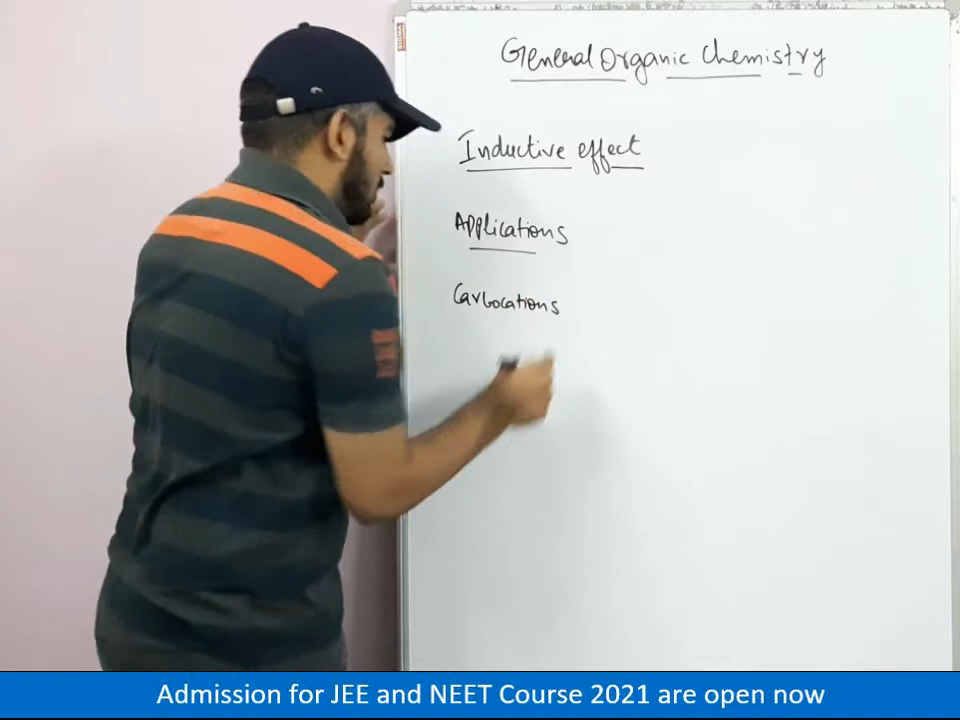 General Organic Chemistry
Inductive effect
Applications
Carbocations
Admission for JEE and NEET Course 2021 are open now